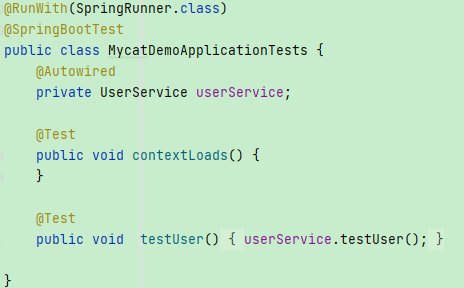 @RunWith(SpringRunner.class)
@SpringBootTest
public class MycatDemoApplicationTests {
    @Autowired
    private UserService userService;

    @Test
    public void contextLoads() {
    }

    @Test
    public void  testUser() { userService.testUser(); }

}